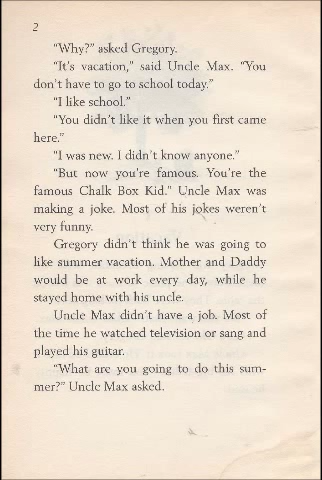 2
"Why?" asked Gregory.
"It's vacation," said Uncle Max. "You
don't have to go to school today."
"I like school."
"You didn't like it when you first came
here."
"I was new. I didn't know anyone."
"But now you're famous. You're the
famous Chalk Box Kid." Uncle Max was
making a joke. Most of his jokes weren't
very funny.
Gregory didn't think he was going to
like summer vacation. Mother and Daddy
would be at work every day, while he
stayed home with his uncle.
Uncle Max didn't have a job. Most of
the time he watched television or sang and
played his guitar.
"What are you going to do this sum-
mer?" Uncle Max asked.